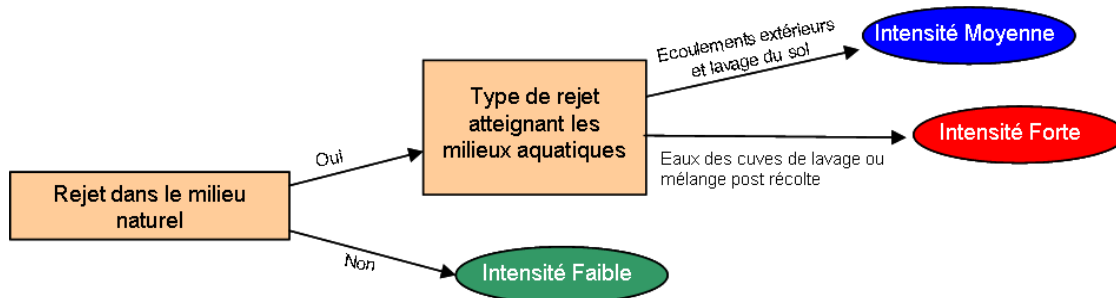 Rejet dans le milieu
naturel
Oui
Non
Type de rejet
atteignant les
milieux aquatiques
Ecoulements extérieurs
et lavage du sol
Intensité Moyenne
Eaux des cuves de lavage ou
mélange post récolte
Intensité Forte
Intensité Faible